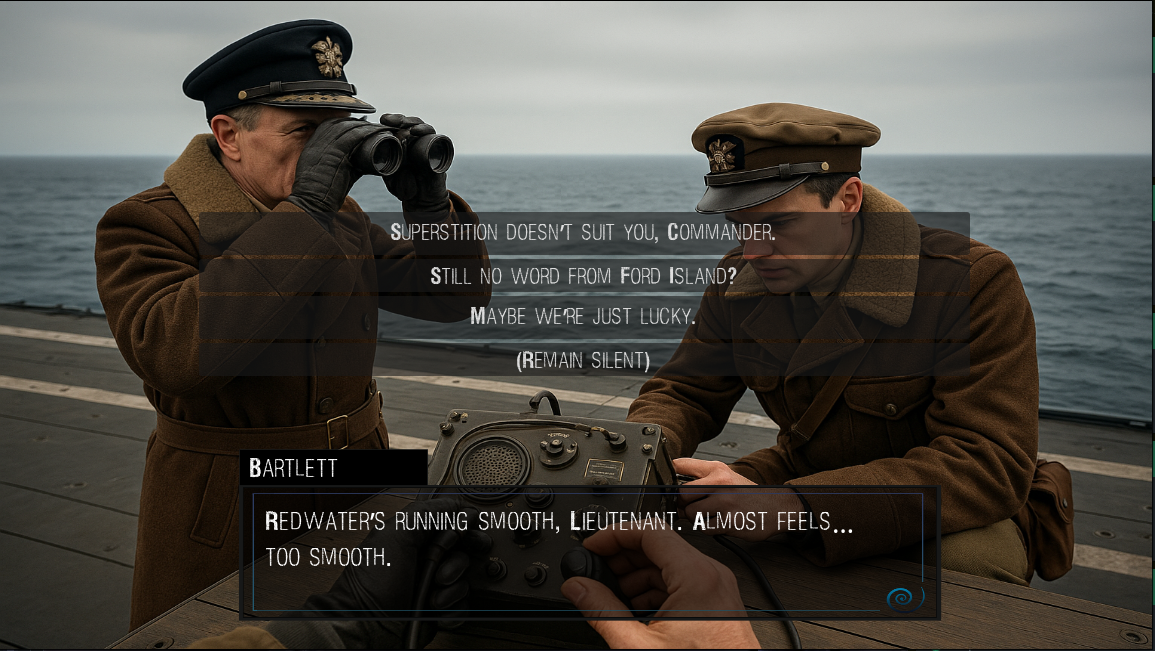 SUPERSTITION DOESN'T SUIT YOU, COMMANDER.
STILL NO WORD FROM FORD ISLAND?
MAYBE WE'RE JUST LUCKY.
(REMAIN SILENT)
BARTLETT
REDWATER'S RUNNING SMOOTH, LIEUTENANT. ALMOST FEELS...
TOO SMOOTH.